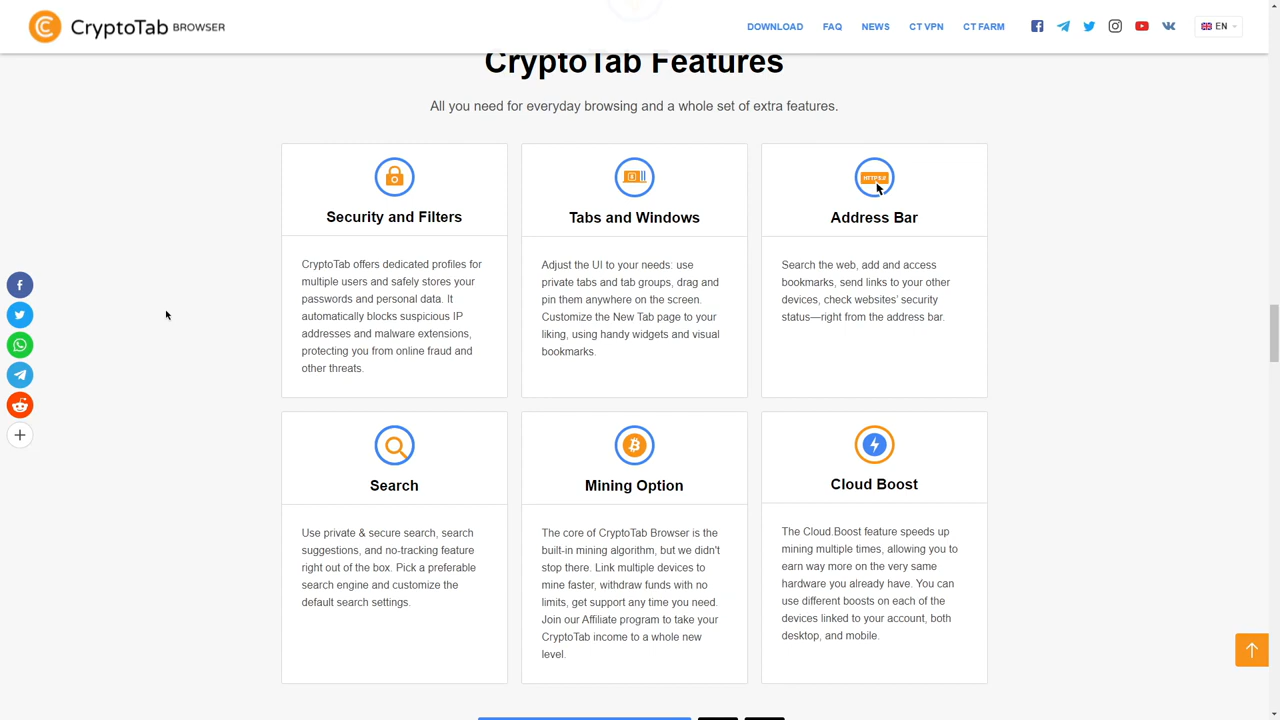 CryptoTab BROWSER
DOWNLOAD FAQ NEWS CT VPN CT FARM EN
CryptoTab Features
All you need for everyday browsing and a whole set of extra features.
Security and Filters
CryptoTab offers dedicated profiles for
multiple users and safely stores your
passwords and personal data. It
automatically blocks suspicious IP
addresses and malware extensions,
protecting you from online fraud and
other threats.
Tabs and Windows
Adjust the UI to your needs: use
private tabs and tab groups, drag and
pin them anywhere on the screen.
Customize the New Tab page to your
liking, using handy widgets and visual
bookmarks.
Address Bar
Search the web, add and access
bookmarks, send links to your other
devices, check websites’ security
status—right from the address bar.
Search
Use private & secure search, search
suggestions, and no-tracking feature
right out of the box. Pick a preferable
search engine and customize the
default search settings.
Mining Option
The core of CryptoTab Browser is the
built-in mining algorithm, but we didn't
stop there. Link multiple devices to
mine faster, withdraw funds with no
limits, get support any time you need.
Join our Affiliate program to take your
CryptoTab income to a whole new
level.
Cloud Boost
The Cloud.Boost feature speeds up
mining multiple times, allowing you to
earn way more on the very same
hardware you already have. You can
use different boosts on each of the
devices linked to your account, both
desktop, and mobile.